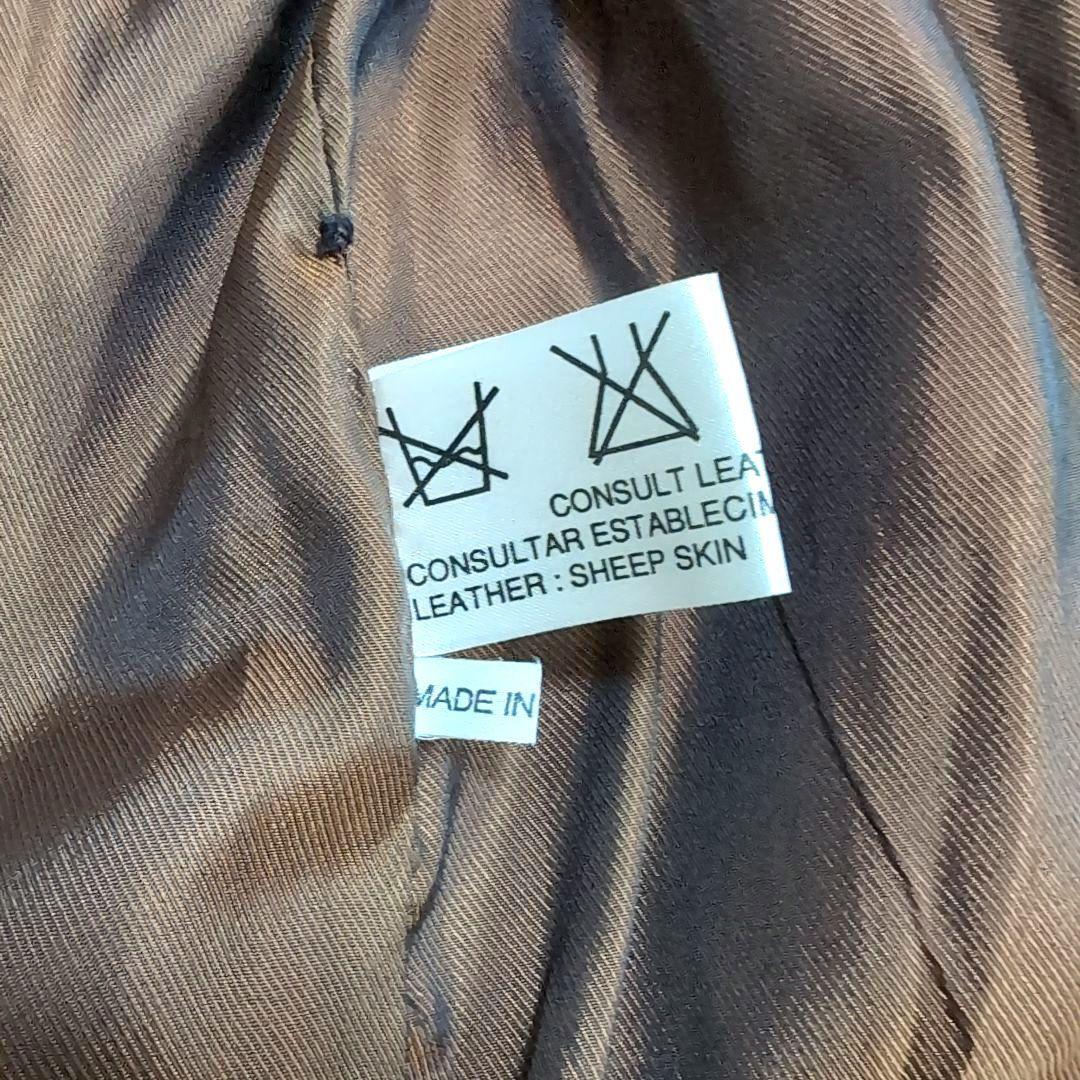 CONSULT LEAT
CONSULTAR ESTABLECIM
LEATHER : SHEEP SKIN
MADE IN